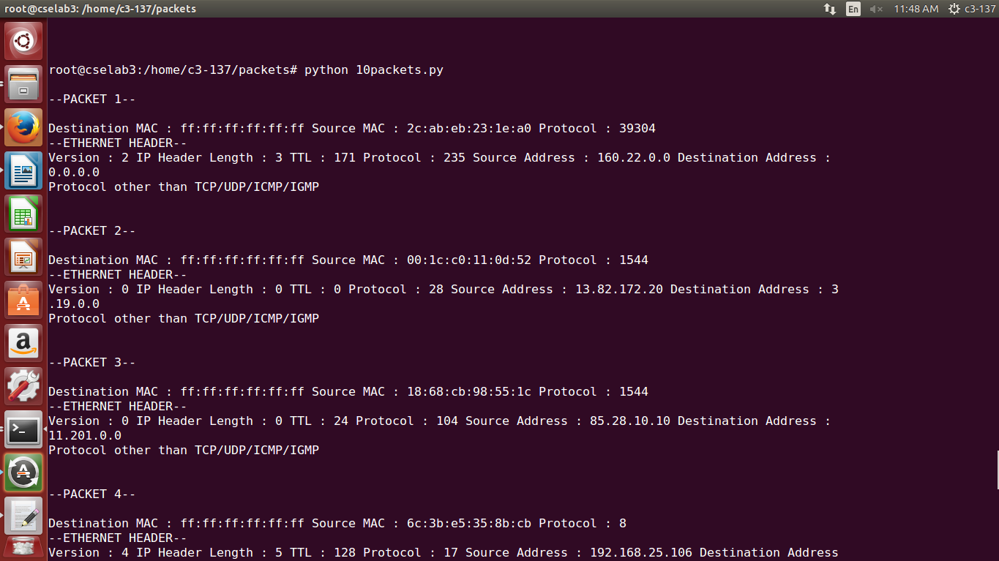 root@cselab3: /home/c3-137/packets
En
11:48 AM
c3-137
root@cselab3:/home/c3-137/packets# python 10packets.py
--PACKET 1--
Destination MAC : ff:ff:ff:ff:ff:ff Source MAC : 2c:ab:eb:23:1e:a0 Protocol : 39304
--ETHERNET HEADER--
Version : 2 IP Header Length : 3 TTL : 171 Protocol : 235 Source Address : 160.22.0.0 Destination Address :
0.0.0.0
Protocol other than TCP/UDP/ICMP/IGMP
--PACKET 2--
Destination MAC : ff:ff:ff:ff:ff:ff Source MAC : 00:1c:c0:11:0d:52 Protocol : 1544
--ETHERNET HEADER--
Version : 0 IP Header Length : 0 TTL : 0 Protocol : 28 Source Address : 13.82.172.20 Destination Address : 3
.19.0.0
Protocol other than TCP/UDP/ICMP/IGMP
--PACKET 3--
Destination MAC : ff:ff:ff:ff:ff:ff Source MAC : 18:68:cb:98:55:1c Protocol : 1544
--ETHERNET HEADER--
Version : 0 IP Header Length : 0 TTL : 24 Protocol : 104 Source Address : 85.28.10.10 Destination Address :
11.201.0.0
Protocol other than TCP/UDP/ICMP/IGMP
--PACKET 4--
Destination MAC : ff:ff:ff:ff:ff:ff Source MAC : 6c:3b:e5:35:8b:cb Protocol : 8
--ETHERNET HEADER--
Version : 4 IP Header Length : 5 TTL : 128 Protocol : 17 Source Address : 192.168.25.106 Destination Address